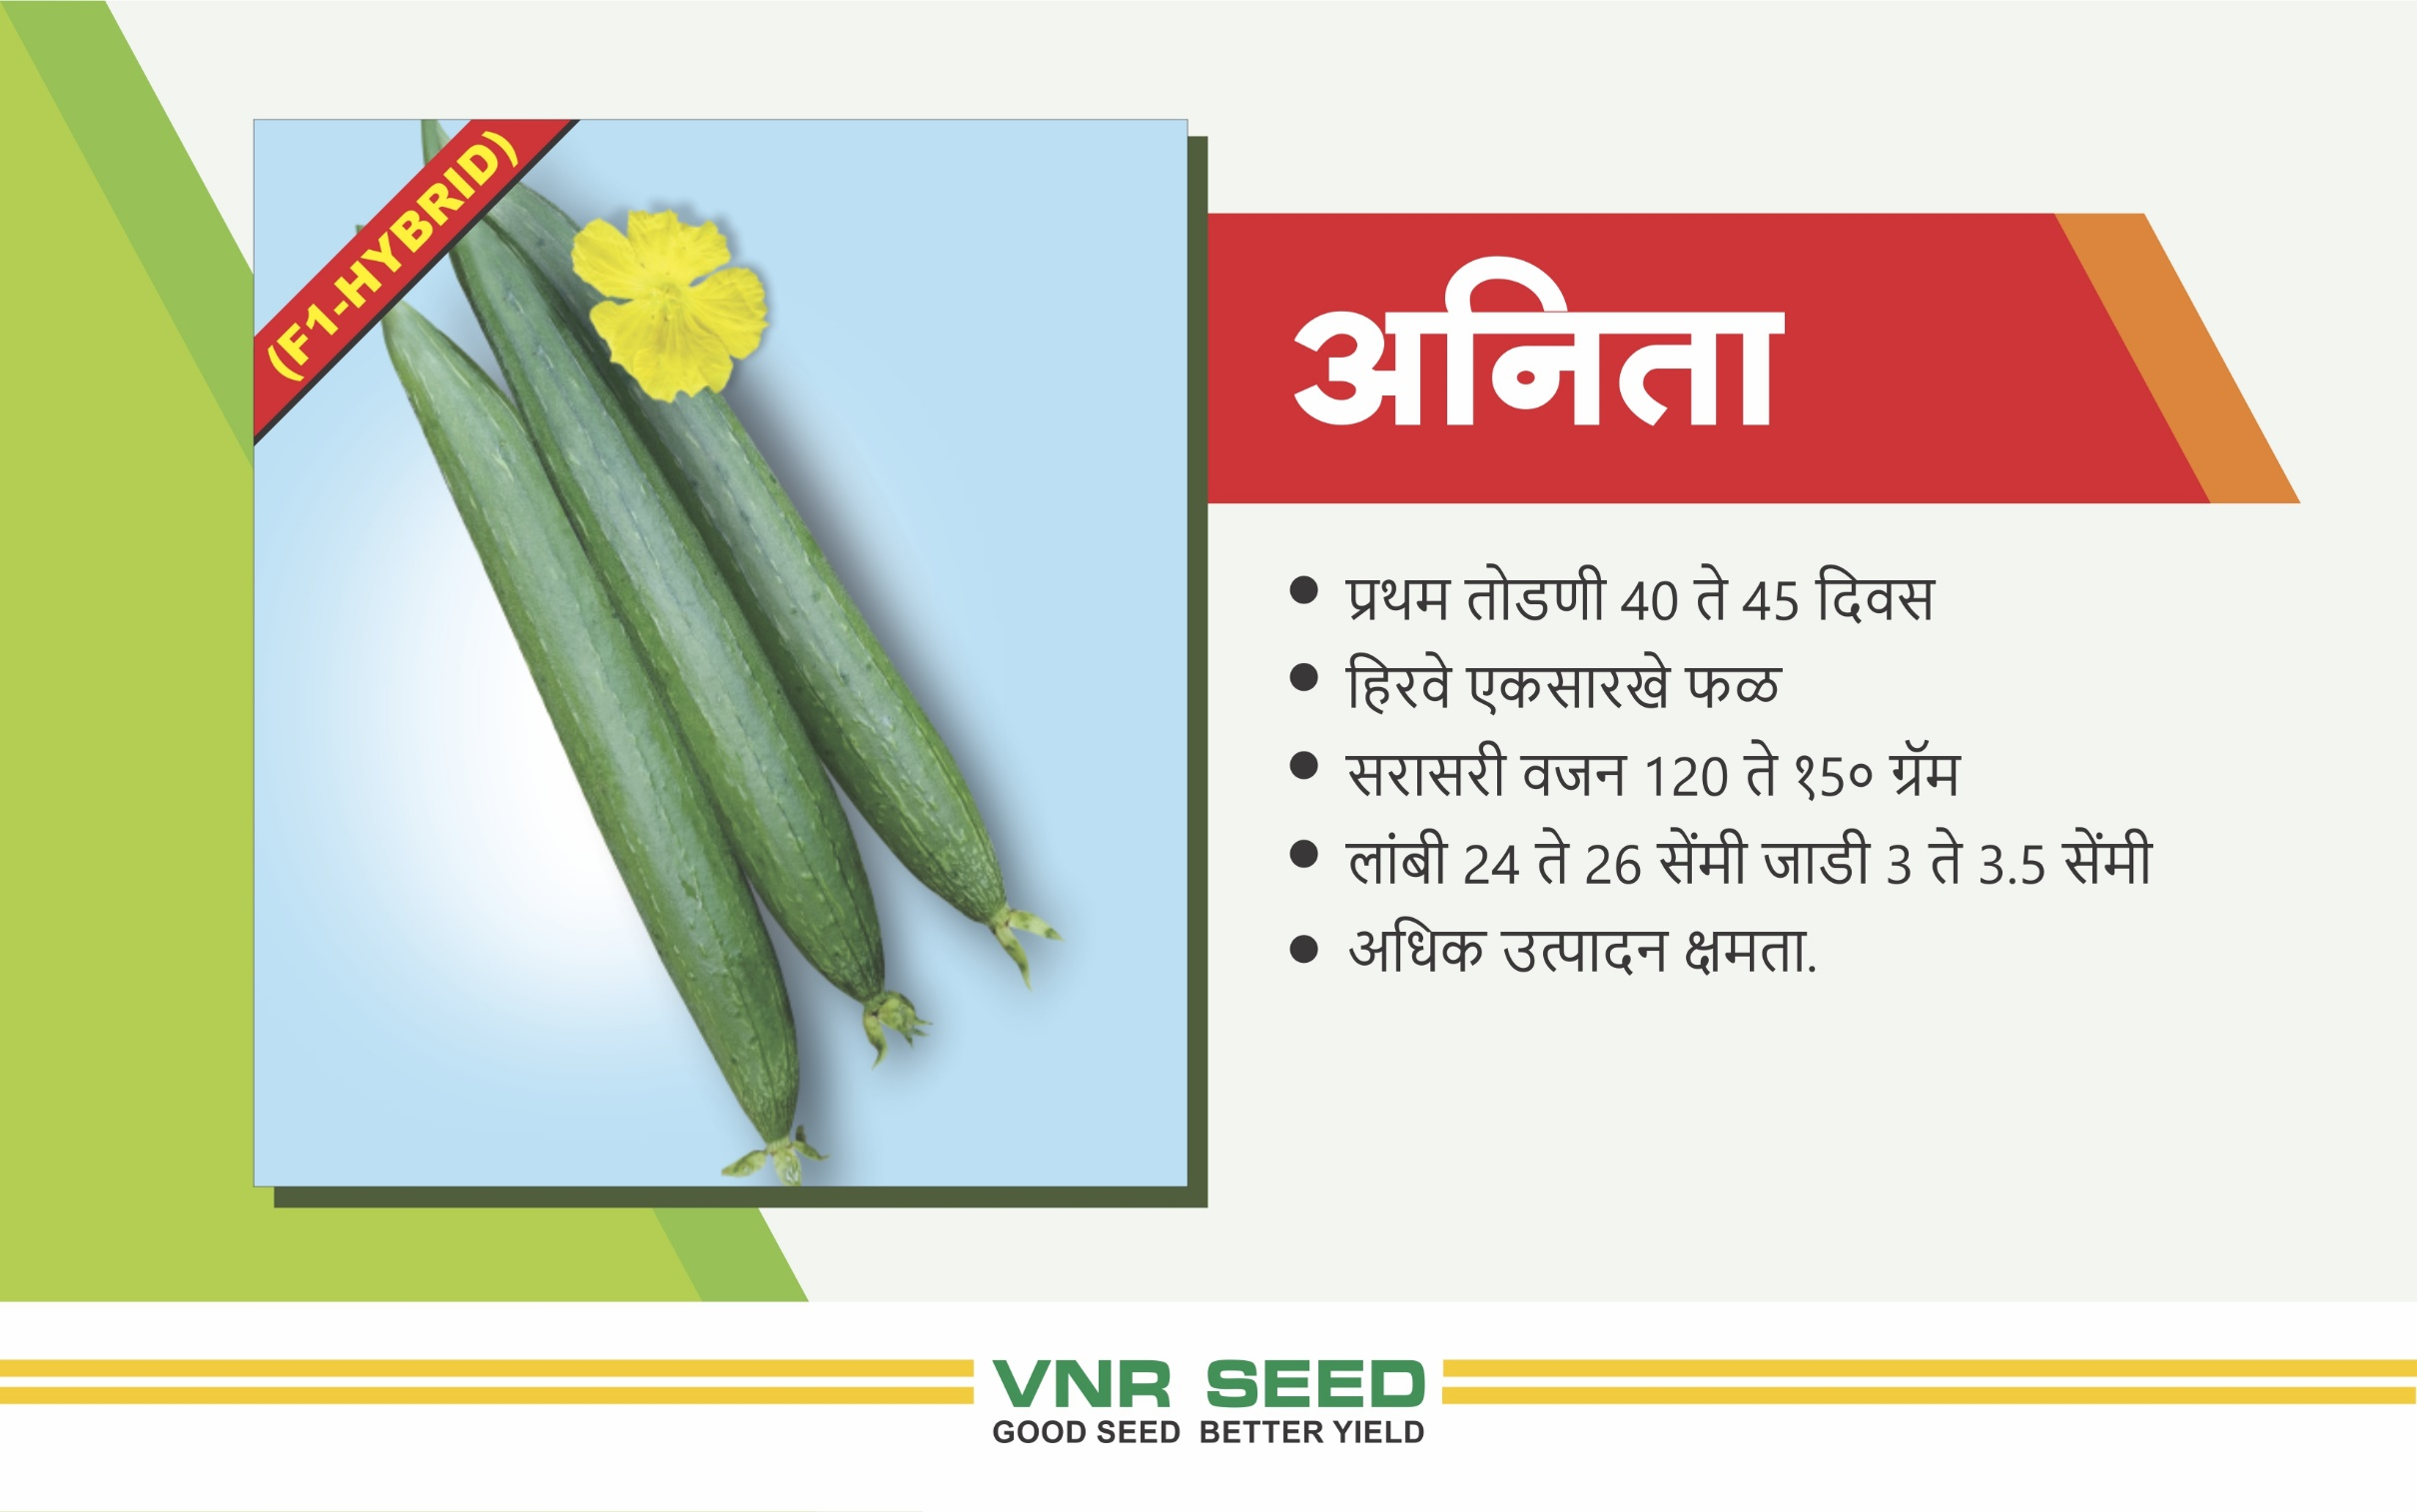 (F1-HYBRID)
अनिता
● प्रथम तोडणी 40 ते 45 दिवस
● हिरवे एकसारखे फळ
● सरासरी वजन 120 ते १5० ग्रॅम
● लांबी 24 ते 26 सेंमी जाडी 3 ते 3.5 सेंमी
● अधिक उत्पादन क्षमता.
VNR SEED
GOOD SEED BETTER YIELD